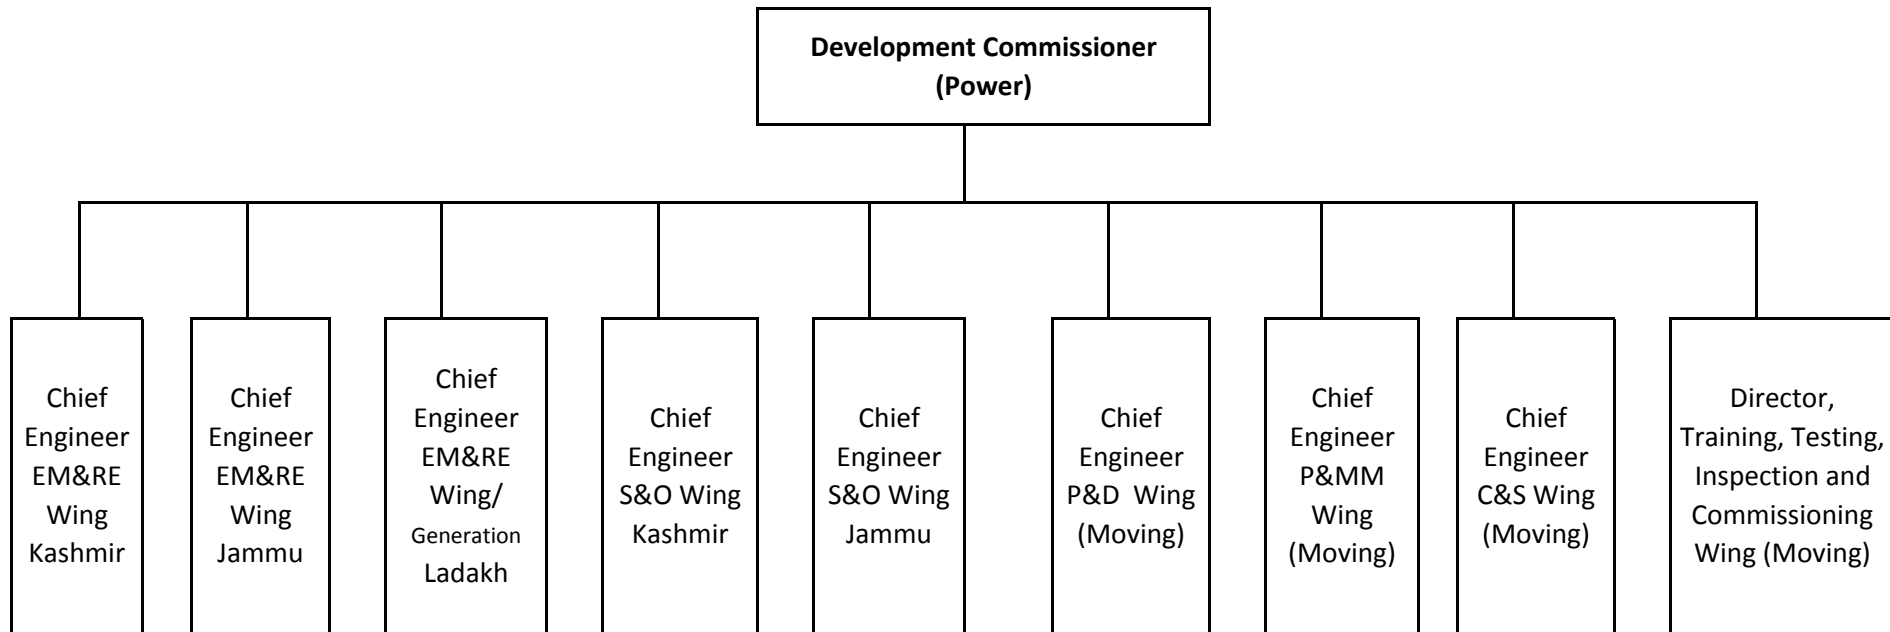 Development Commissioner
(Power)
Chief
Engineer
EM&RE
Wing
Kashmir
Chief
Engineer
EM&RE
Wing
Jammu
Chief
Engineer
EM&RE
Wing/
Generation
Ladakh
Chief
Engineer
S&O Wing
Kashmir
Chief
Engineer
S&O Wing
Jammu
Chief
Engineer
P&D Wing
(Moving)
Chief
Engineer
P&MM
Wing
(Moving)
Chief
Engineer
C&S Wing
(Moving)
Director,
Training, Testing,
Inspection and
Commissioning
Wing (Moving)